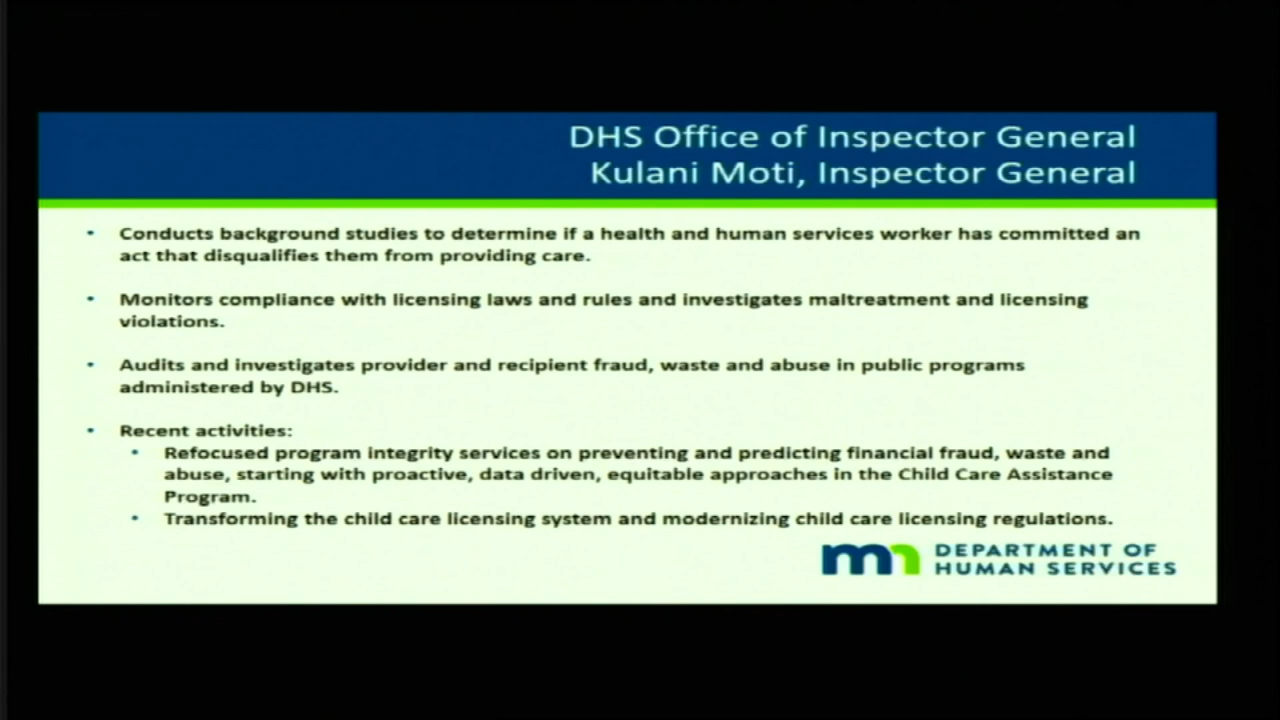 DHS Office of Inspector General
Kulani Moti, Inspector General
• Conducts background studies to determine if a health and human services worker has committed an
act that disqualifies them from providing care.
• Monitors compliance with licensing laws and rules and investigates maltreatment and licensing
violations.
• Audits and investigates provider and recipient fraud, waste and abuse in public programs
administered by DHS.
• Recent activities:
• Refocused program integrity services on preventing and predicting financial fraud, waste and
abuse, starting with proactive, data driven, equitable approaches in the Child Care Assistance
Program.
• Transforming the child care licensing system and modernizing child care licensing regulations.
mn DEPARTMENT OF
HUMAN SERVICES